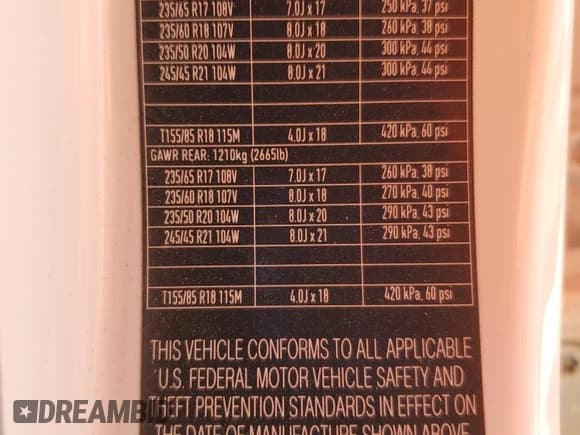 235/65 R17 108V 7.0J x 17 250 kPa, 37 psi
235/60 R18 107V 8.0J x 18 260 kPa, 38 psi
235/50 R20 104W 8.0J x 20 300 kPa, 44 psi
245/45 R21 104W 8.0J x 21 300 kPa, 44 psi
T155/85 R18 115M 4.0J x 18 420 kPa, 60 psi
GAWR REAR: 1210kg (2665lb)
235/65 R17 108V 7.0J x 17 260 kPa, 38 psi
235/60 R18 107V 8.0J x 18 270 kPa, 40 psi
235/50 R20 104W 8.0J x 20 290 kPa, 43 psi
245/45 R21 104W 8.0J x 21 290 kPa, 43 psi
T155/85 R18 115M 4.0J x 18 420 kPa, 60 psi
THIS VEHICLE CONFORMS TO ALL APPLICABLE
U.S. FEDERAL MOTOR VEHICLE SAFETY AND
THEFT PREVENTION STANDARDS IN EFFECT ON
THE DATE OF MANUFACTURE SHOWN ABOVE